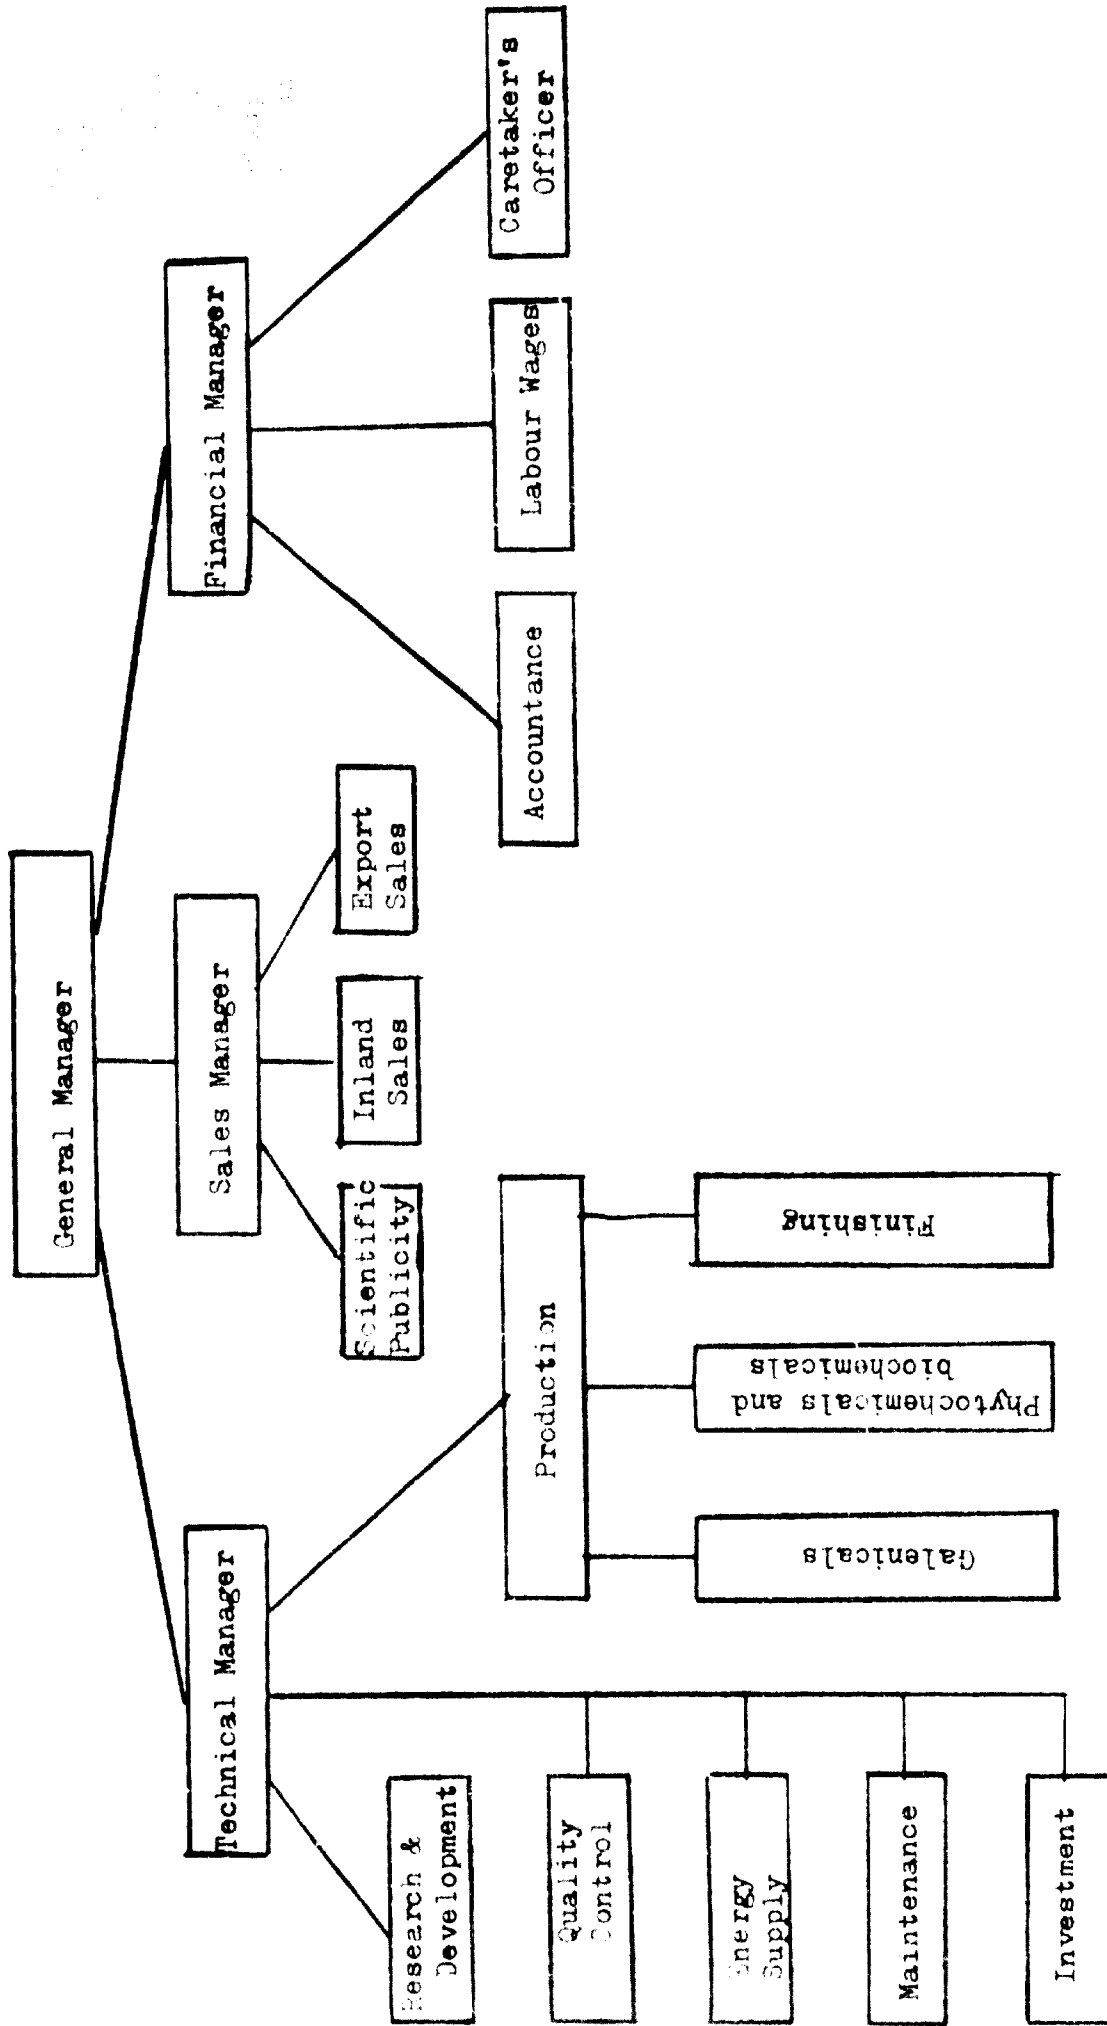 General Manager
Technical Manager
Sales Manager
Financial Manager
Scientific
Publicity
Inland
Sales
Export
Sales
Research &
Development
Quality
Control
Energy
Supply
Maintenance
Investment
Production
Galenicals
Phytochemicals and
biochemicals
Finishing
Accountance
Labour Wages
Caretaker's
Officer